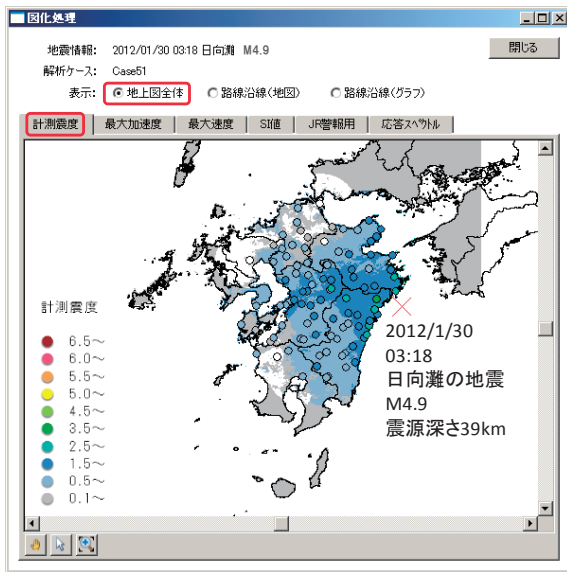 図化処理
地震情報: 2012/01/30 03:18 日向灘 M4.9
閉じる
解析ケース: Case51
表示: 地上図全体 路線沿線(地図) 路線沿線(グラフ)
計測震度 最大加速度 最大速度 SI値 JR警報用 応答スペクトル
計測震度
6.5～
6.0～
5.5～
5.0～
4.5～
3.5～
2.5～
1.5～
0.5～
0.1～
2012/1/30
03:18
日向灘の地震
M4.9
震源深さ39km